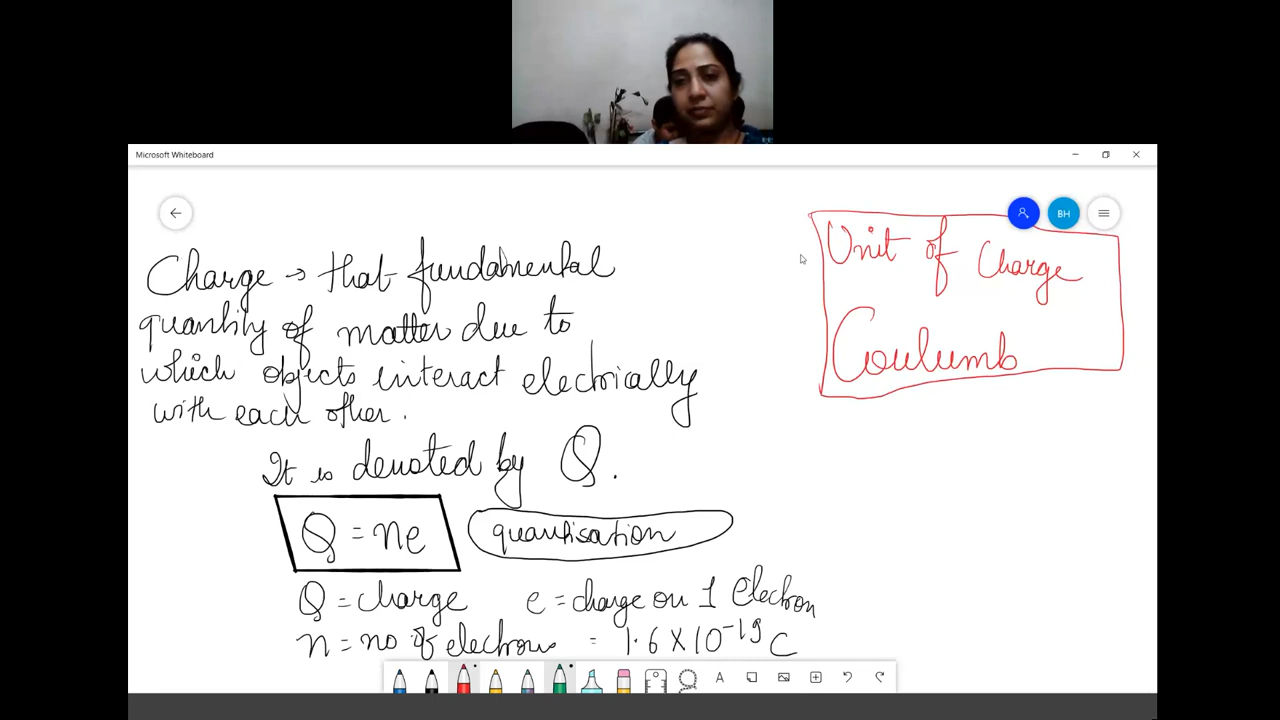 Microsoft Whiteboard
BH
Unit of Charge
Coulumb
Charge → that fundamental
quantity of matter due to
which objects interact electrically
with each other.
It is denoted by Q.
Q = ne
quantisation
Q = charge e = charge on 1 electron
n = no of electrons = 1.6 X 10⁻¹⁹ C
A